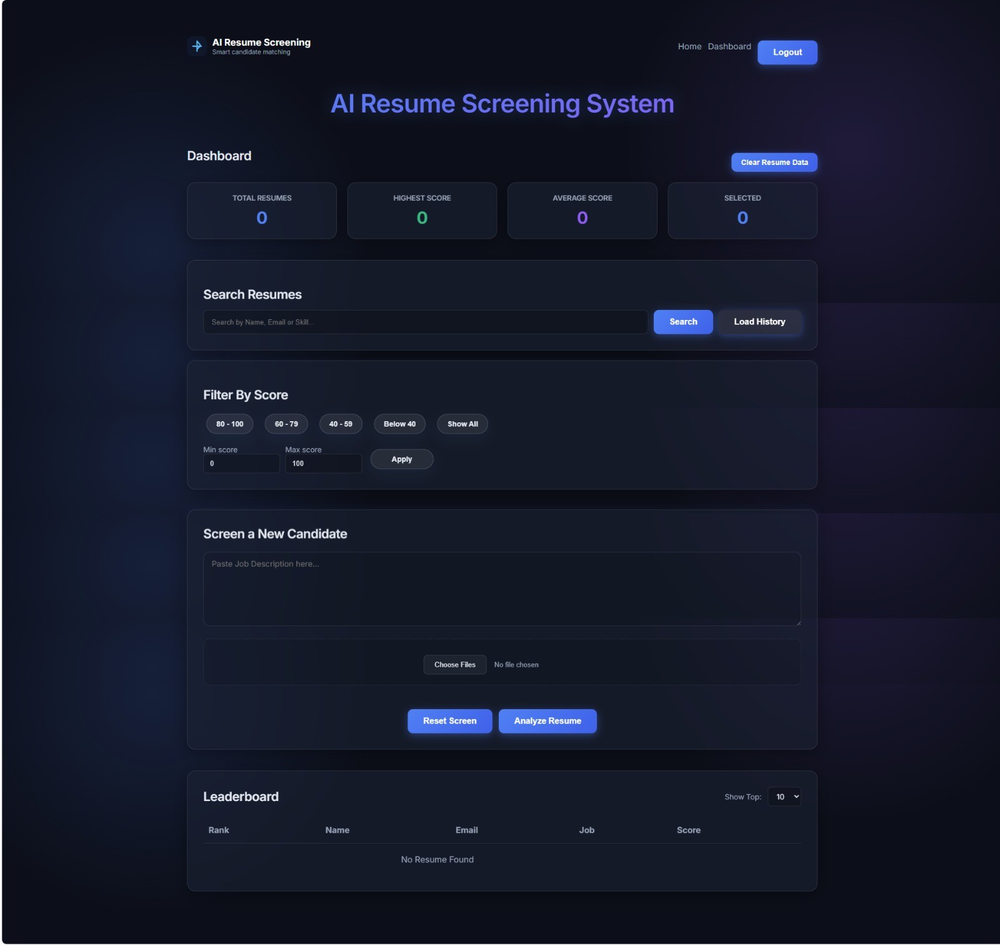 AI Resume Screening
Smart candidate matching
Home Dashboard Logout
AI Resume Screening System
Dashboard
Clear Resume Data
TOTAL RESUMES
0
HIGHEST SCORE
0
AVERAGE SCORE
0
SELECTED
0
Search Resumes
Search by Name, Email or Skill...
Search
Load History
Filter By Score
80 - 100
60 - 79
40 - 59
Below 40
Show All
Min score
0
Max score
100
Apply
Screen a New Candidate
Paste Job Description here...
Choose Files
No file chosen
Reset Screen
Analyze Resume
Leaderboard
Show Top: 10
Rank Name Email Job Score
No Resume Found